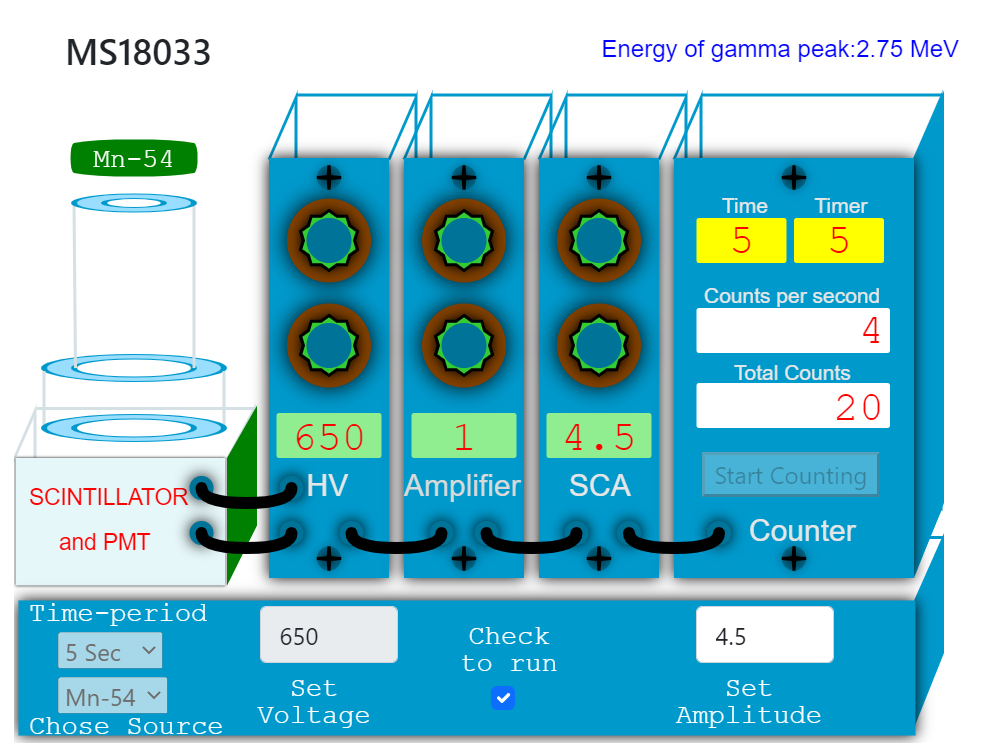 MS18033
Energy of gamma peak:2.75 MeV
Mn-54
Time
Timer
5
5
Counts per second
4
Total Counts
20
650
1
4.5
Start Counting
HV
Amplifier
SCA
Counter
SCINTILLATOR
and PMT
Time-period
5 Sec
Mn-54
Chose Source
650
Set
Voltage
Check
to run
4.5
Set
Amplitude